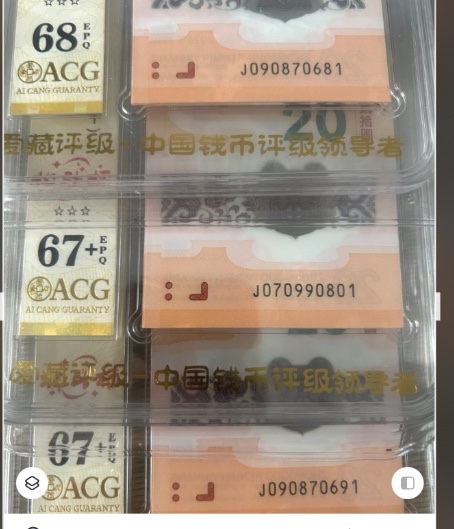 ☆☆☆
68 EPQ
ACG
AI CANG GUARANTY
J090870681
20
爱藏评级-中国钱币评级领导者
☆☆☆
67+ EPQ
ACG
AI CANG GUARANTY
J070990801
爱藏评级-中国钱币评级领导者
67+ EPQ
ACG
AI CANG GUARANTY
J090870691